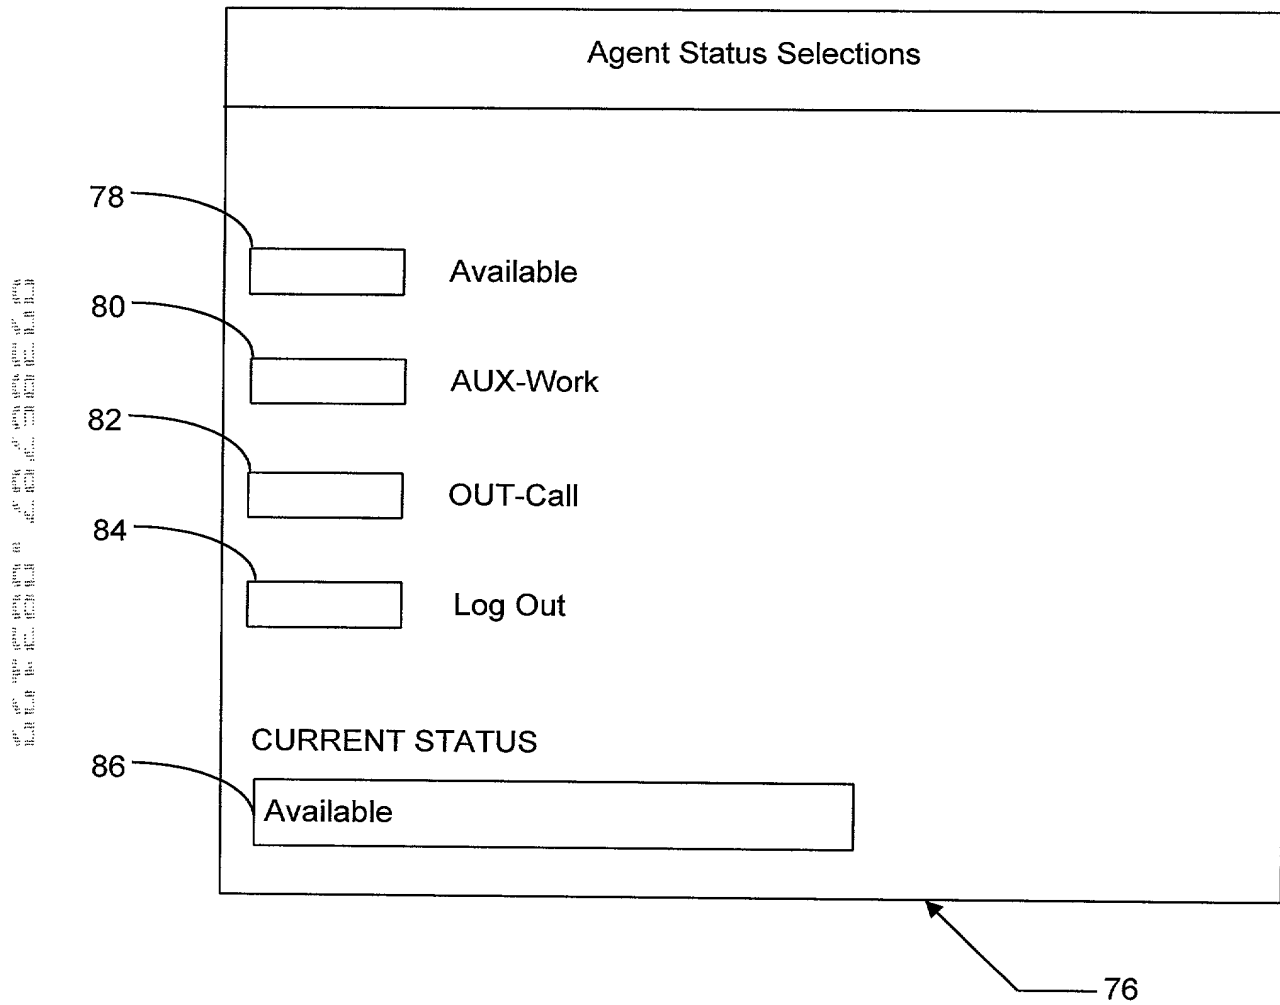 Agent Status Selections
78
Available
80
AUX-Work
82
OUT-Call
84
Log Out
CURRENT STATUS
86
Available
76